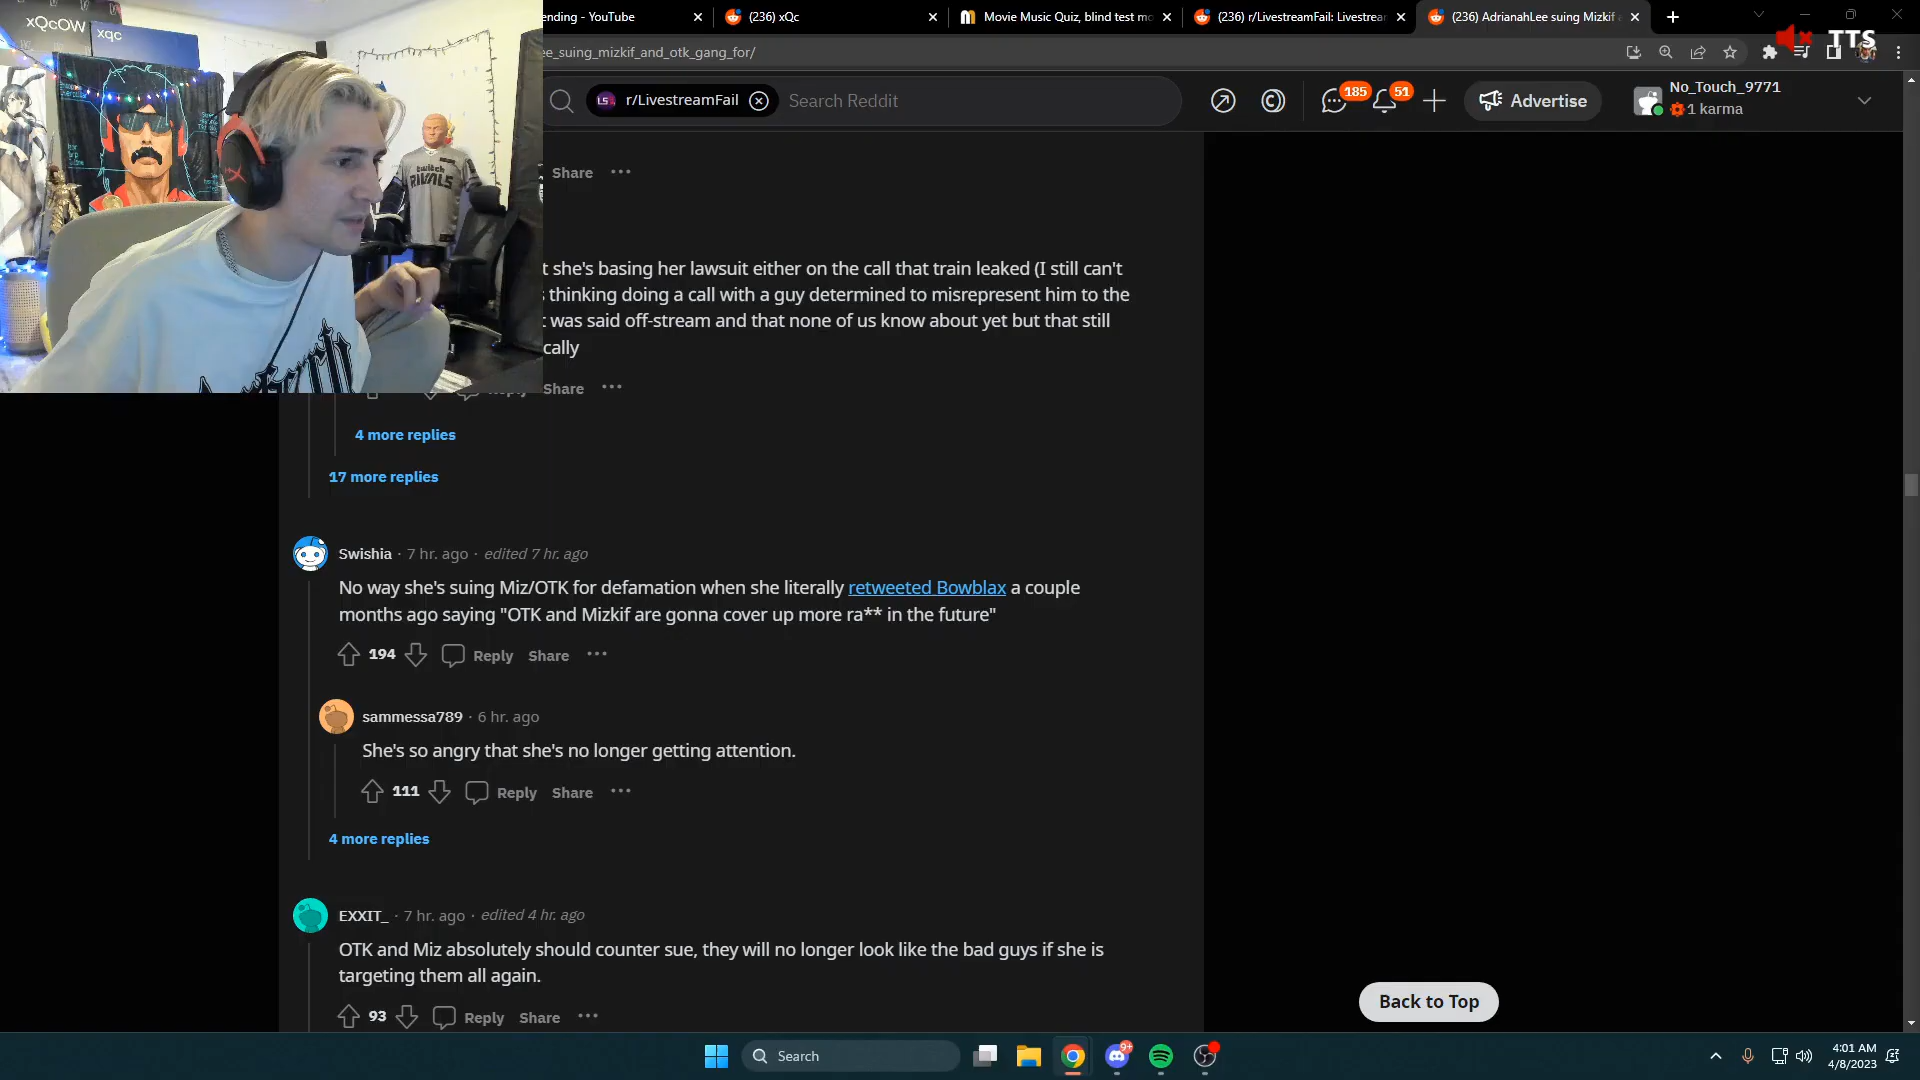 xQcOW
xqc
twitch
RIVALS
ending - YouTube
(236) xQc
Movie Music Quiz, blind test mo
(236) r/LivestreamFail: Livestrear
(236) AdrianahLee suing Mizkif a
TTS
ee_suing_mizkif_and_otk_gang_for/
r/LivestreamFail
Search Reddit
185
51
Advertise
No_Touch_9771
1 karma
Share
t she's basing her lawsuit either on the call that train leaked (I still can't
s thinking doing a call with a guy determined to misrepresent him to the
t was said off-stream and that none of us know about yet but that still
cally
Reply Share
4 more replies
17 more replies
Swishia · 7 hr. ago · edited 7 hr. ago
No way she's suing Miz/OTK for defamation when she literally retweeted Bowblax a couple
months ago saying "OTK and Mizkif are gonna cover up more ra** in the future"
194 Reply Share
sammessa789 · 6 hr. ago
She's so angry that she's no longer getting attention.
111 Reply Share
4 more replies
EXXIT_ · 7 hr. ago · edited 4 hr. ago
OTK and Miz absolutely should counter sue, they will no longer look like the bad guys if she is
targeting them all again.
93 Reply Share
Back to Top
Search
9+
4:01 AM
4/8/2023